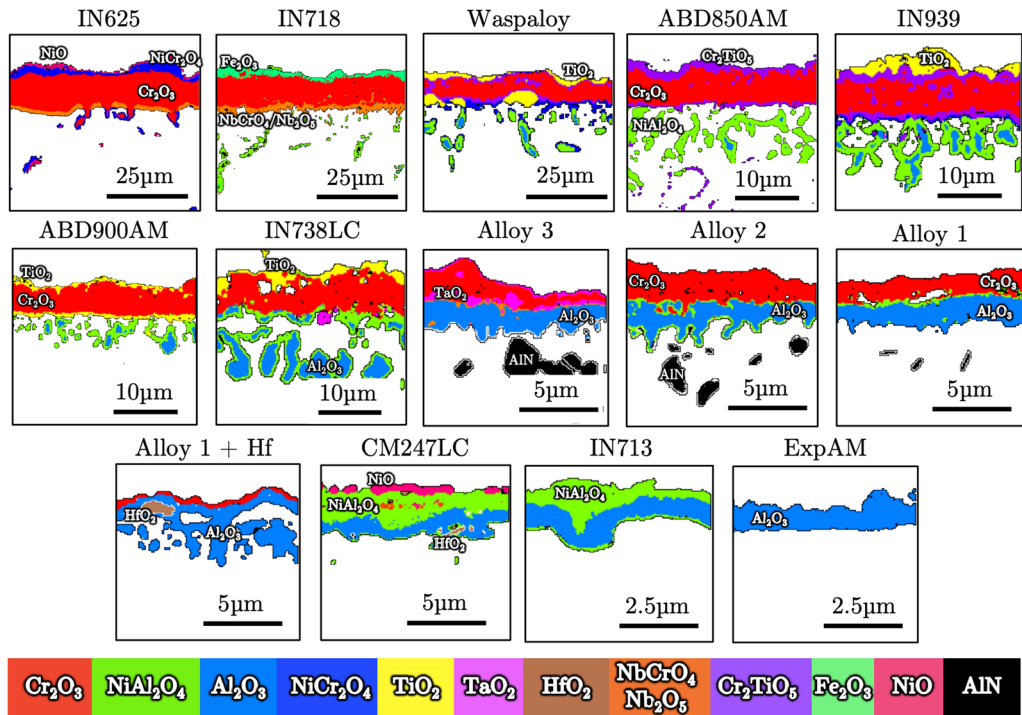 IN625 IN718 Waspaloy ABD850AM IN939
NiO NiCr₂O₄ Fe₂O₃ TiO₂ Cr₂TiO₅ TiO₂
Cr₂O₃ Cr₂O₃
NbCrO₄/Nb₂O₅ NiAl₂O₄
25µm 25µm 25µm 10µm 10µm
ABD900AM IN738LC Alloy 3 Alloy 2 Alloy 1
TiO₂ TiO₂ Cr₂O₃ Cr₂O₃
Cr₂O₃ TaO₂ Al₂O₃ Al₂O₃ Al₂O₃
Al₂O₃ AlN AlN
10µm 10µm 5µm 5µm 5µm
Alloy 1 + Hf CM247LC IN713 ExpAM
NiO NiAl₂O₄
HfO₂ Al₂O₃ NiAl₂O₄ HfO₂ Al₂O₃
5µm 5µm 2.5µm 2.5µm
Cr₂O₃ NiAl₂O₄ Al₂O₃ NiCr₂O₄ TiO₂ TaO₂ HfO₂ NbCrO₄ Cr₂TiO₅ Fe₂O₃ NiO AlN
Nb₂O₅